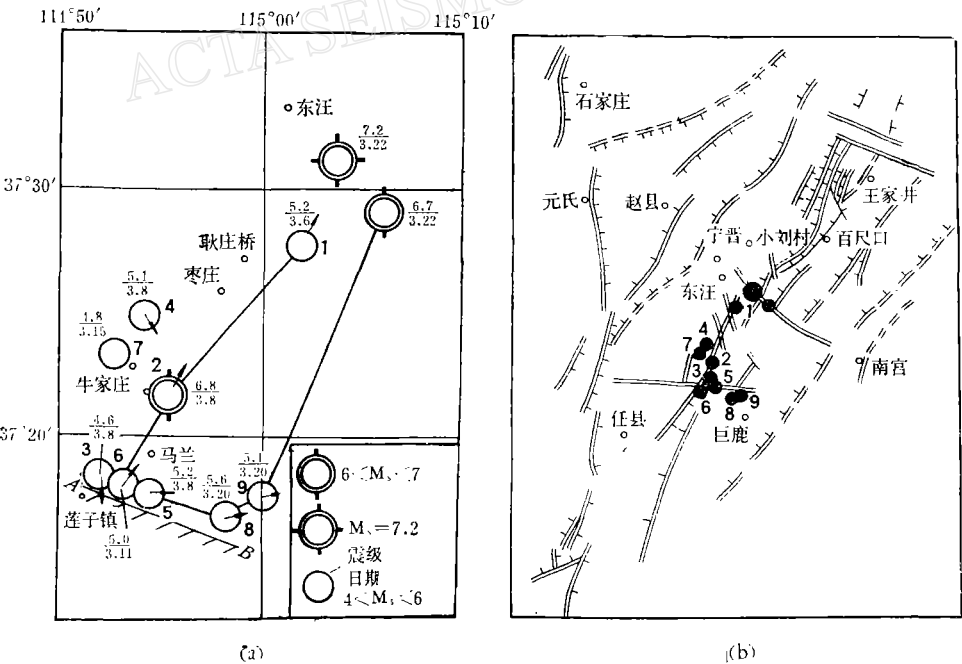 ACTA SEISMO
111°50′
115°00′
115°10′
东汪
7.2
3.22
37°30′
5.2
3.6
6.7
3.22
耿庄桥
1
枣庄
5.1
3.8
4
4.8
3.15
7
2
牛家庄
6.8
3.8
37°20′
4.6
3.8
马兰
3
6
5.2
3.8
5.6
3.20
5.1
3.20
9
A
莲子镇
5
8
5.0
3.11
B
M =7.2
震级
日期
(a)
石家庄
元氏
赵县
王家井
宁晋
小刘村
百尺口
东汪
1
4
7
2
3
5
南宫
6
8
9
任县
巨鹿
(b)